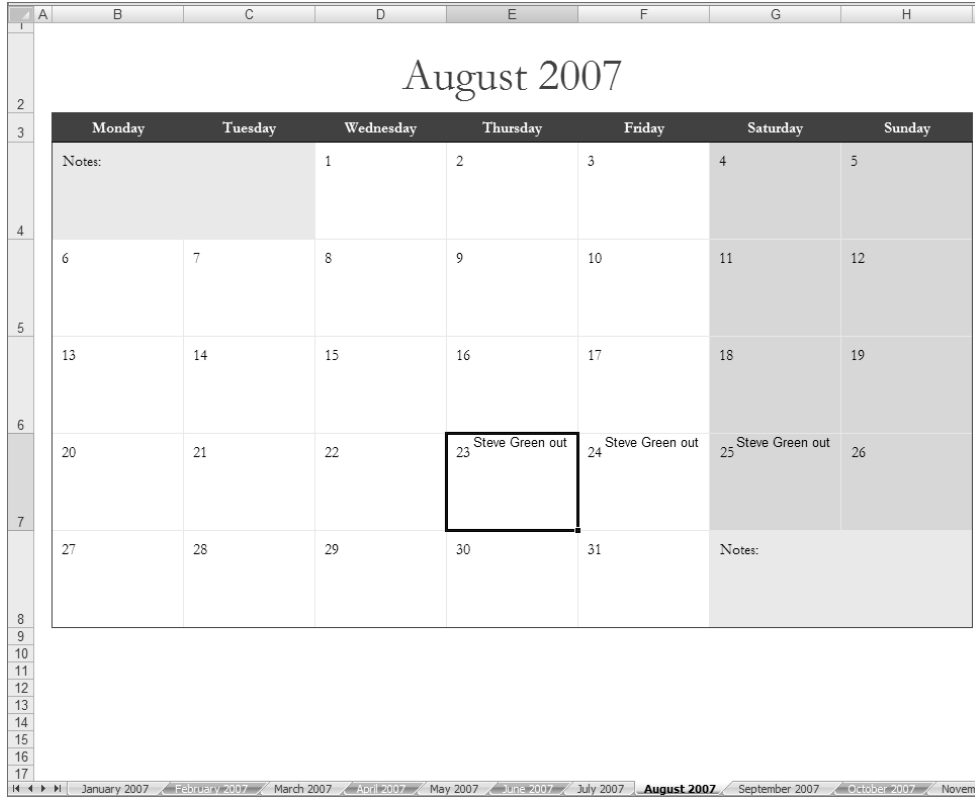 A B C D E F G H
1
August 2007
2
Monday Tuesday Wednesday Thursday Friday Saturday Sunday
3
Notes: 1 2 3 4 5
4
6 7 8 9 10 11 12
5
13 14 15 16 17 18 19
6
20 21 22 23 Steve Green out 24 Steve Green out 25 Steve Green out 26
7
27 28 29 30 31 Notes:
8
9
10
11
12
13
14
15
16
17
January 2007 February 2007 March 2007 April 2007 May 2007 June 2007 July 2007 August 2007 September 2007 October 2007 Novem